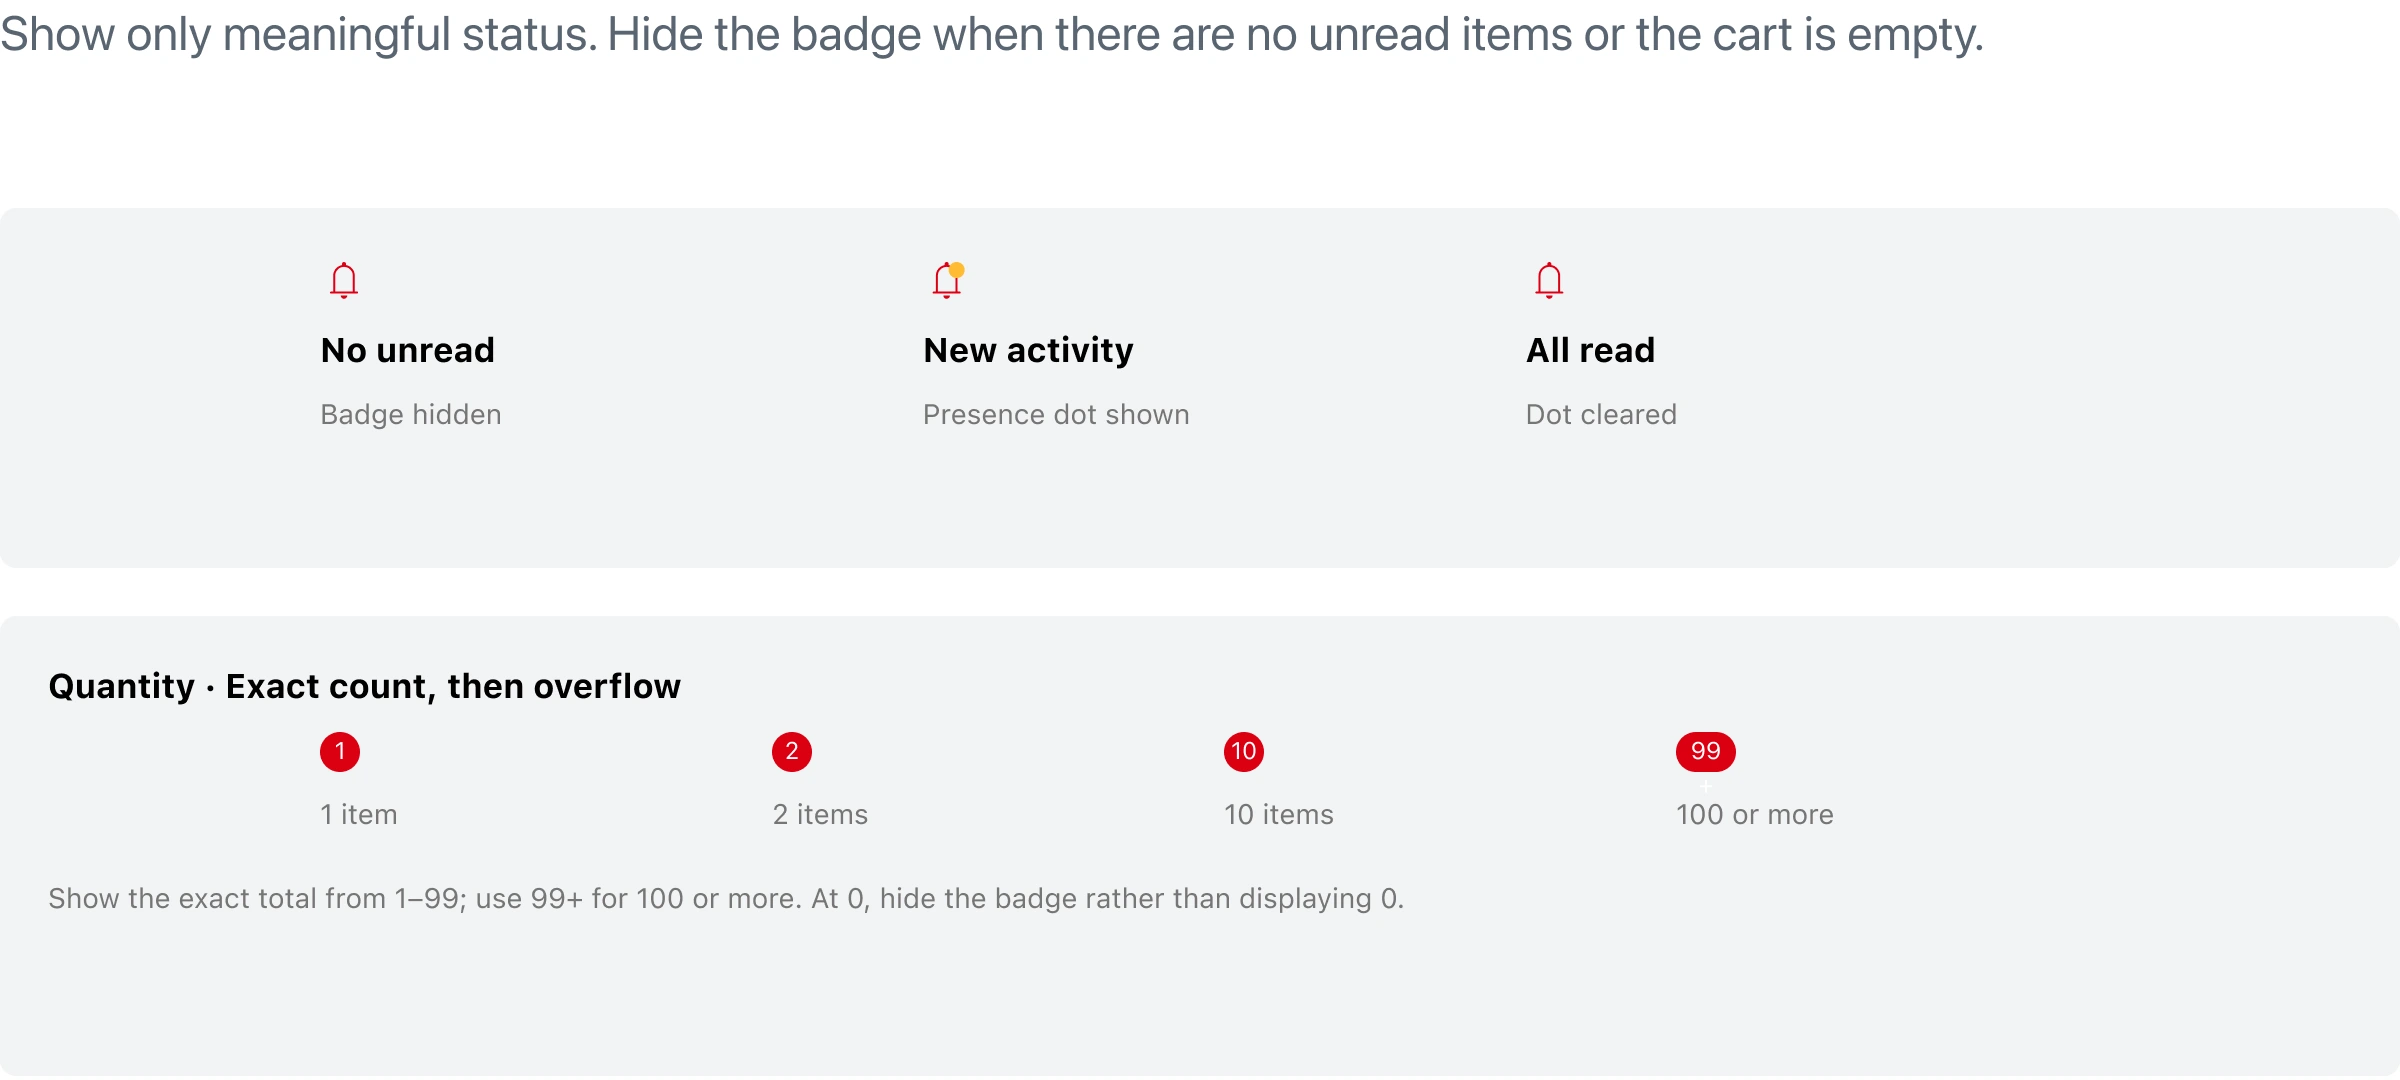 Show only meaningful status. Hide the badge when there are no unread items or the cart is empty.
No unread
New activity
All read
Badge hidden
Presence dot shown
Dot cleared
Quantity · Exact count, then overflow
1
2
10
99
+
1 item
2 items
10 items
100 or more
Show the exact total from 1–99; use 99+ for 100 or more. At 0, hide the badge rather than displaying 0.